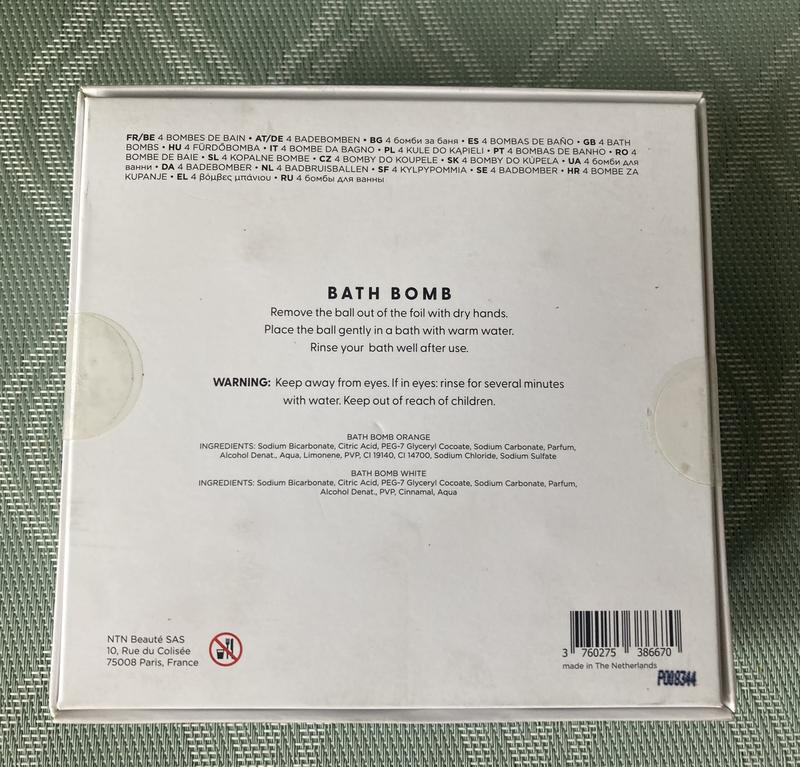 FR/BE 4 BOMBES DE BAIN • AT/DE 4 BADEBOMBEN • BG 4 бомби за баня • ES 4 BOMBAS DE BAÑO • GB 4 BATH
BOMBS • HU 4 FÜRDŐBOMBA • IT 4 BOMBE DA BAGNO • PL 4 KULE DO KĄPIELI • PT 4 BOMBAS DE BANHO • RO 4
BOMBE DE BAIE • SL 4 KOPALNE BOMBE • CZ 4 BOMBY DO KOUPELE • SK 4 BOMBY DO KÚPEĽA • UA 4 бомби для
ванни • DA 4 BADEBOMBER • NL 4 BADBRUISBALLEN • SF 4 KYLPYPOMMIA • SE 4 BADBOMBER • HR 4 BOMBE ZA
KUPANJE • EL 4 βόμβες μπάνιου • RU 4 бомбы для ванны
BATH BOMB
Remove the ball out of the foil with dry hands.
Place the ball gently in a bath with warm water.
Rinse your bath well after use.
WARNING: Keep away from eyes. If in eyes: rinse for several minutes
with water. Keep out of reach of children.
BATH BOMB ORANGE
INGREDIENTS: Sodium Bicarbonate, Citric Acid, PEG-7 Glyceryl Cocoate, Sodium Carbonate, Parfum,
Alcohol Denat., Aqua, Limonene, PVP, CI 19140, CI 14700, Sodium Chloride, Sodium Sulfate
BATH BOMB WHITE
INGREDIENTS: Sodium Bicarbonate, Citric Acid, PEG-7 Glyceryl Cocoate, Sodium Carbonate, Parfum,
Alcohol Denat., PVP, Cinnamal, Aqua
NTN Beauté SAS
10, Rue du Colisée
75008 Paris, France
3 760275 386670
made in The Netherlands